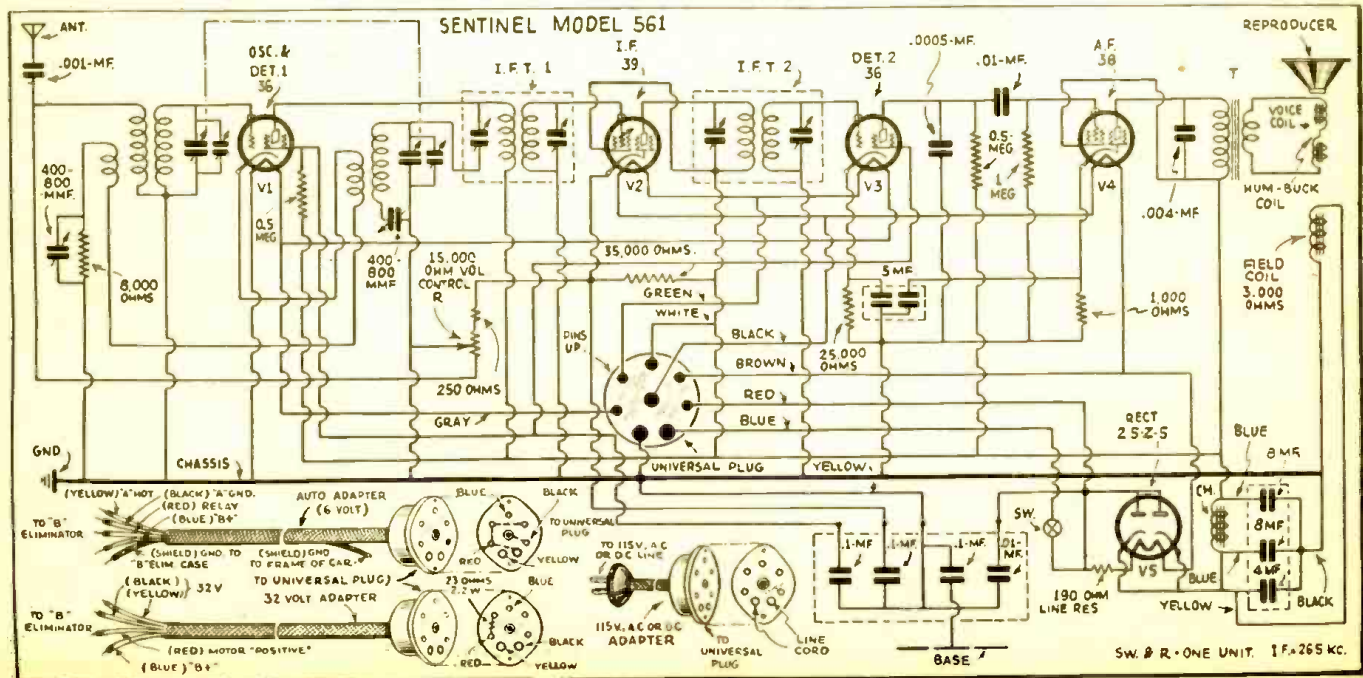 SENTINEL MODEL 561
ANT.
.001-MF.
OSC. &
DET. 1
36
V1
400-
800-
MMF.
8,000
OHMS
0.5
MEG
400-
800
MMF
I.F.T. 1
I.F.
39
V2
15,000
OHM VOL
CONTROL
R
250 OHMS
35,000 OHMS.
I.F.T. 2
DET. 2
36
V3
.0005-MF.
.01-MF.
0.5-
MEG
1
MEG
A.F.
38
V4
.004-MF
T
REPRODUCER
VOICE
COIL
HUM-BUCK
COIL
FIELD
COIL
3,000
OHMS
5 MF.
25,000
OHMS
1,000
OHMS
GREEN
WHITE
BLACK
BROWN
RED
BLUE
PINS
UP
GRAY
UNIVERSAL PLUG
YELLOW
GND
CHASSIS
RECT
25-Z-5
V5
BLUE
8 MF.
CH.
8 MF
4 MF
BLUE
YELLOW
BLACK
SW.
190 OHM
LINE RES
.1-MF.
.1-MF.
.1-MF.
.01-
MF.
BASE
(YELLOW) "A" HOT
(BLACK) "A" GND.
(RED) RELAY
(BLUE) "B+"
TO "B"
ELIMINATOR
(SHIELD) GND. TO
"B" ELIM. CASE
AUTO ADAPTER
(6 VOLT)
(SHIELD) GND
TO FRAME OF CAR.
BLUE
BLACK
TO UNIVERSAL
PLUG
RED
YELLOW
TO UNIVERSAL PLUG
(BLACK)
(YELLOW)
32 V
TO "B"
ELIMINATOR
(RED) MOTOR "POSITIVE"
(BLUE) "B+"
32 VOLT ADAPTER
23 OHMS
2.2 W
BLUE
BLACK
RED
YELLOW
TO 115V, A.C
OR D.C LINE
115V, A.C OR D.C
ADAPTER
TO
UNIVERSAL
PLUG
LINE
CORD
SW. & R = ONE UNIT. I.F. = 265 KC.